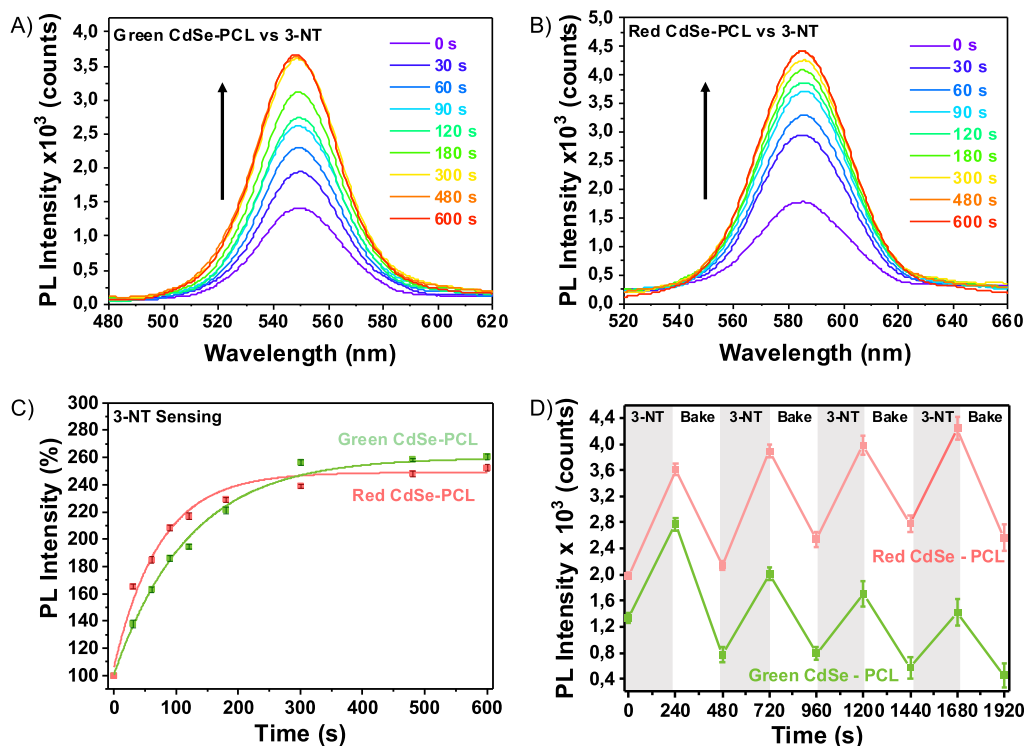 A)
Green CdSe-PCL vs 3-NT
PL Intensity x10³ (counts)
4,0
3,5
3,0
2,5
2,0
1,5
1,0
0,5
0,0
0 s
30 s
60 s
90 s
120 s
180 s
300 s
480 s
600 s
480 500 520 540 560 580 600 620
Wavelength (nm)
B)
Red CdSe-PCL vs 3-NT
PL Intensity x10³ (counts)
5,0
4,5
4,0
3,5
3,0
2,5
2,0
1,5
1,0
0,5
0,0
0 s
30 s
60 s
90 s
120 s
180 s
300 s
480 s
600 s
520 540 560 580 600 620 640 660
Wavelength (nm)
C)
3-NT Sensing
PL Intensity (%)
300
280
260
240
220
200
180
160
140
120
100
Green CdSe-PCL
Red CdSe-PCL
0 100 200 300 400 500 600
Time (s)
D)
3-NT Bake 3-NT Bake 3-NT Bake 3-NT Bake
PL Intensity x 10³ (counts)
4,4
4,0
3,6
3,2
2,8
2,4
2,0
1,6
1,2
0,8
0,4
Red CdSe - PCL
Green CdSe - PCL
0 240 480 720 960 1200 1440 1680 1920
Time (s)